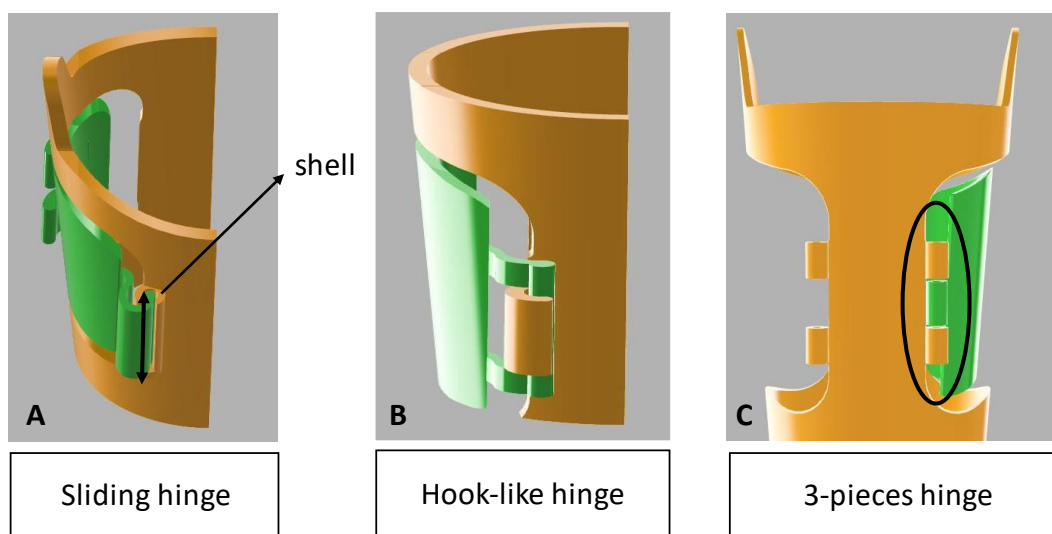 shell
A
B
C
Sliding hinge
Hook-like hinge
3-pieces hinge